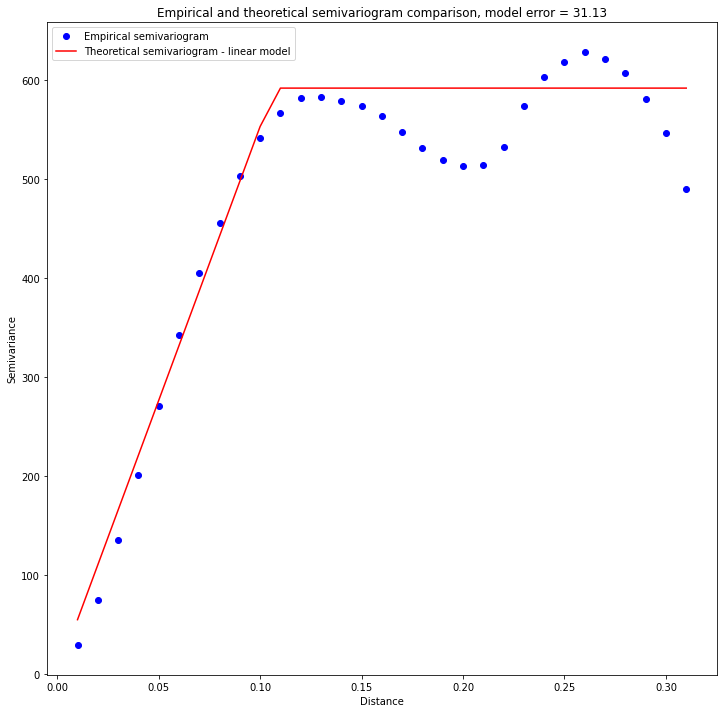 Empirical and theoretical semivariogram comparison, model error = 31.13
Empirical semivariogram
Theoretical semivariogram - linear model
600
500
400
300
200
100
0
Semivariance
0.00 0.05 0.10 0.15 0.20 0.25 0.30
Distance